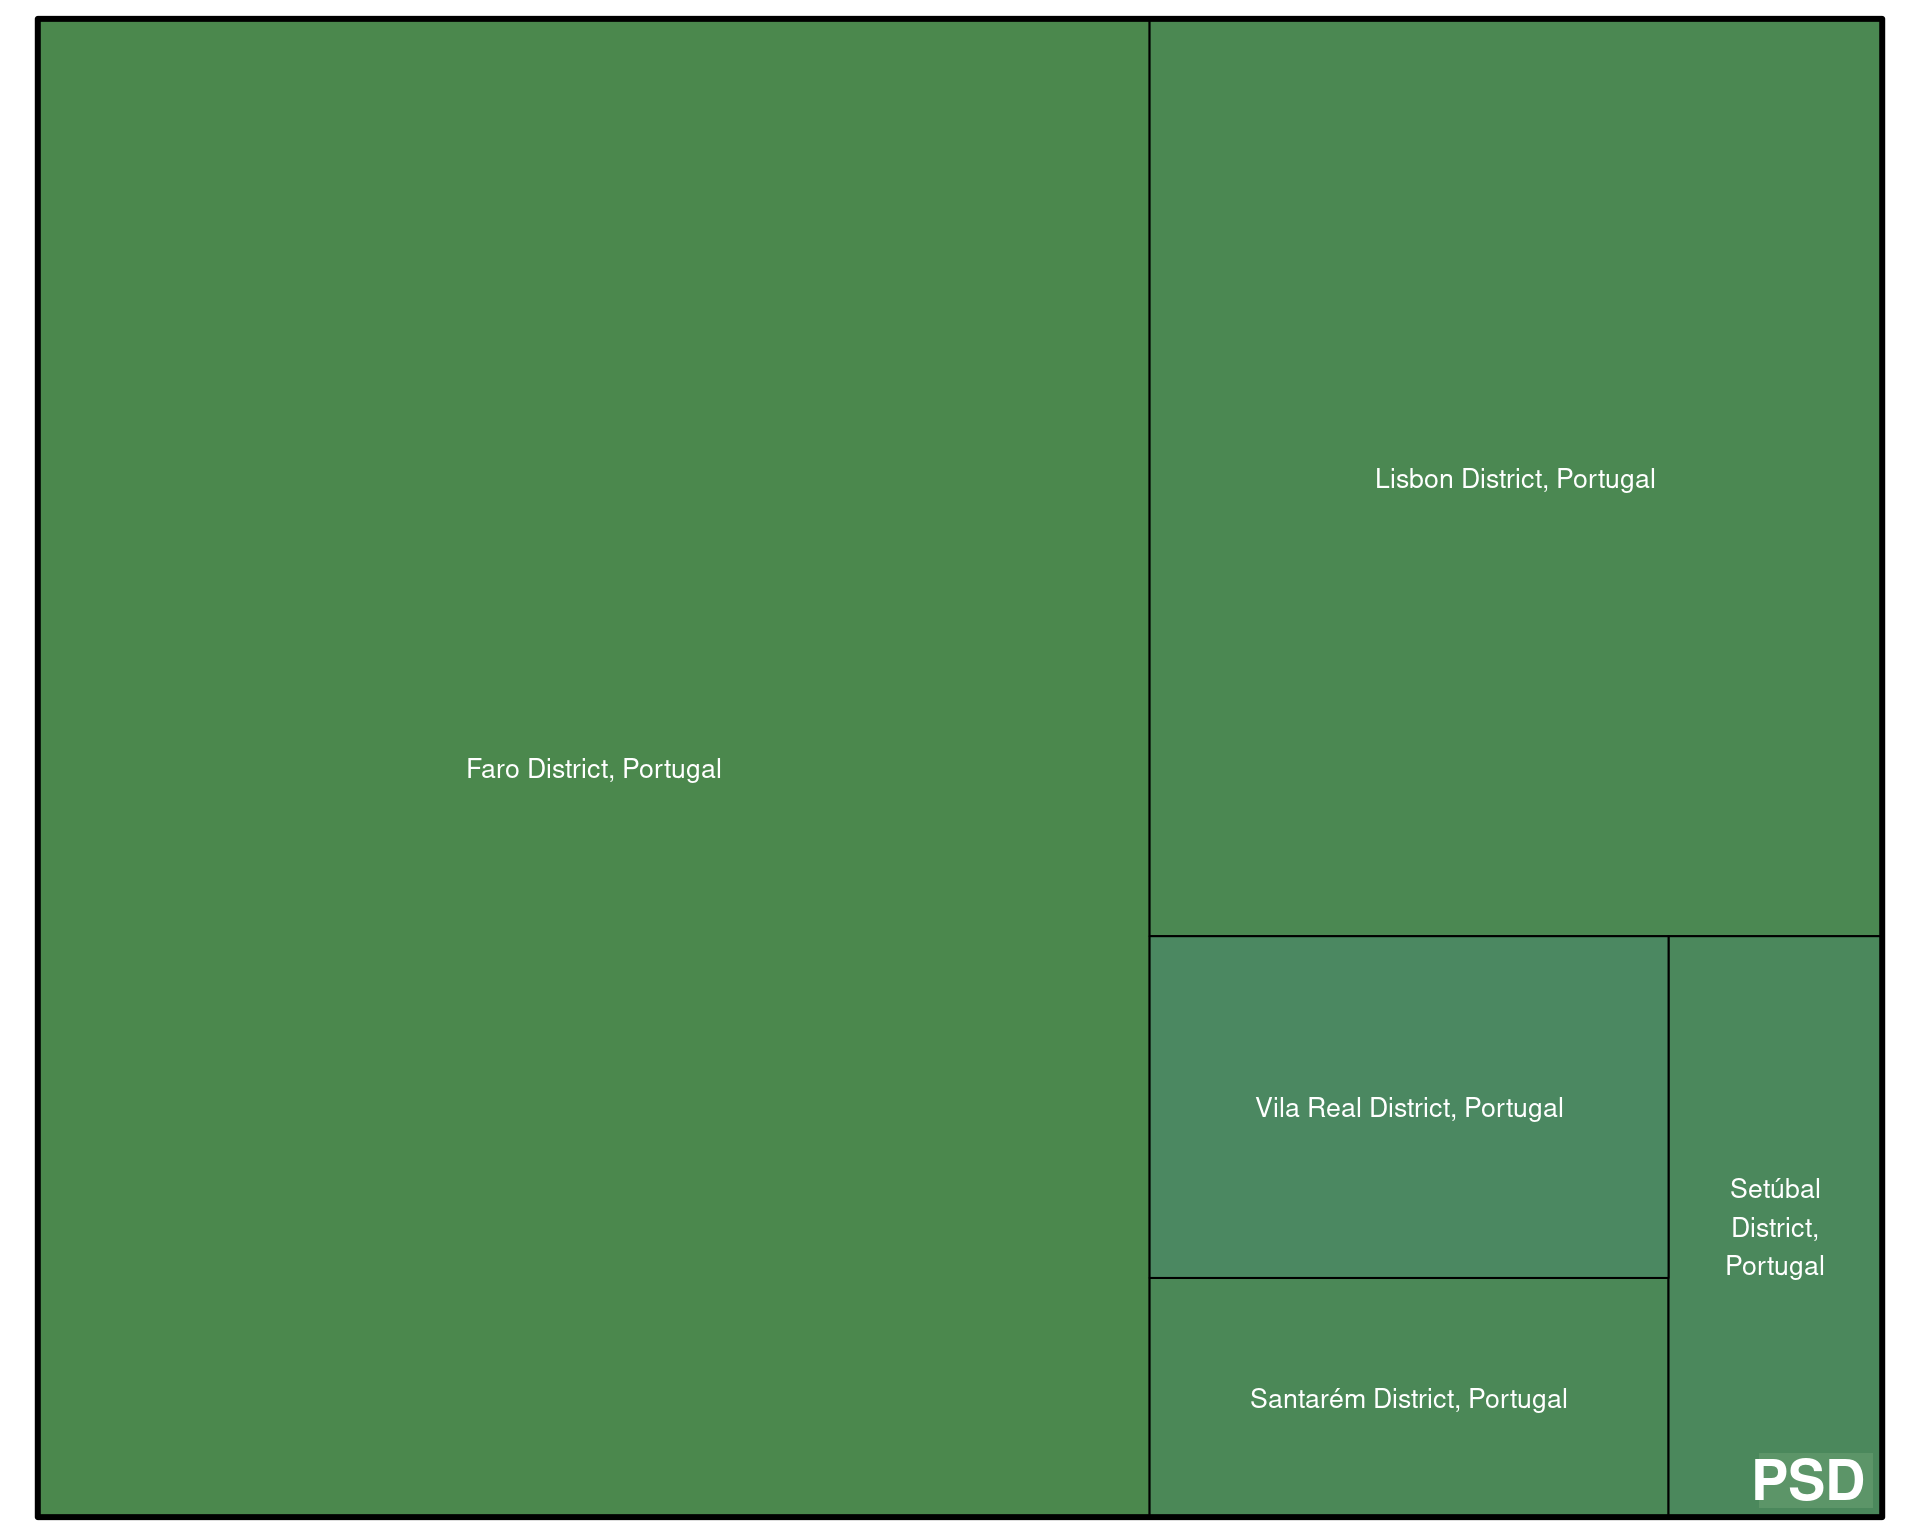 Lisbon District, Portugal
Faro District, Portugal
Vila Real District, Portugal
Setúbal
District,
Portugal
Santarém District, Portugal
PSD